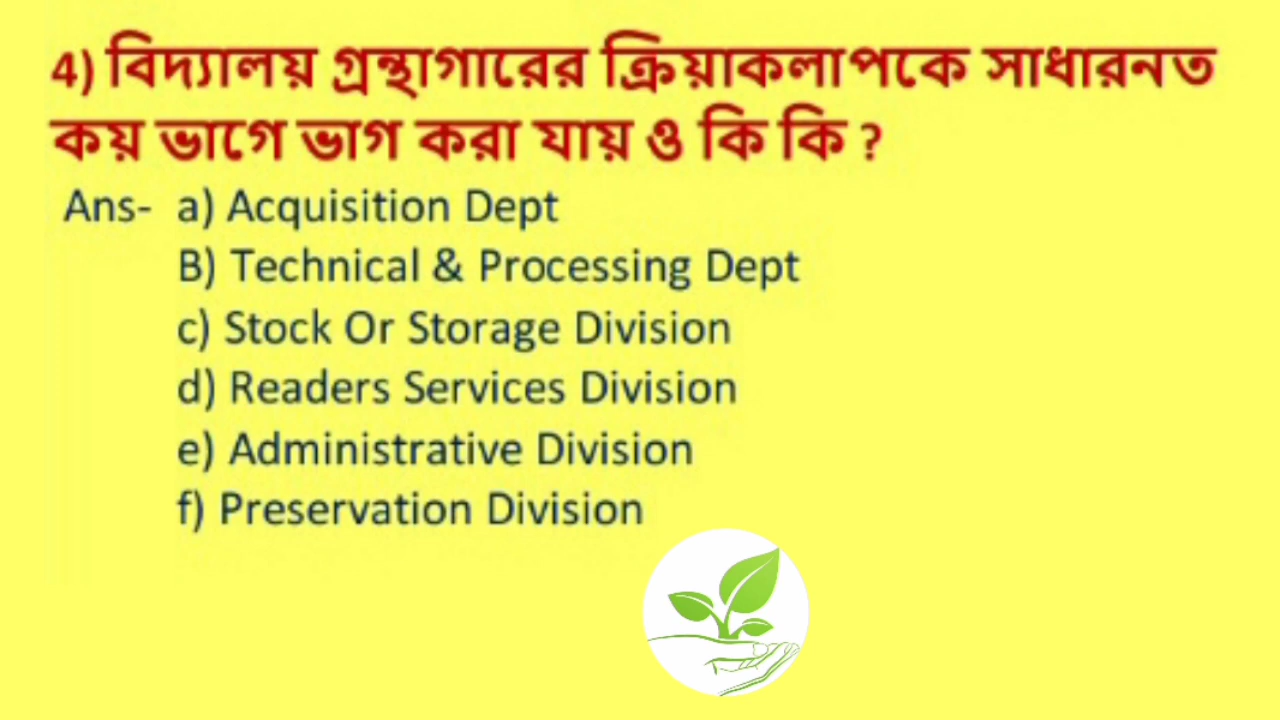 4) বিদ্যালয় গ্রন্থাগারের ক্রিয়াকলাপকে সাধারনত
কয় ভাগে ভাগ করা যায় ও কি কি ?
Ans- a) Acquisition Dept
B) Technical & Processing Dept
c) Stock Or Storage Division
d) Readers Services Division
e) Administrative Division
f) Preservation Division